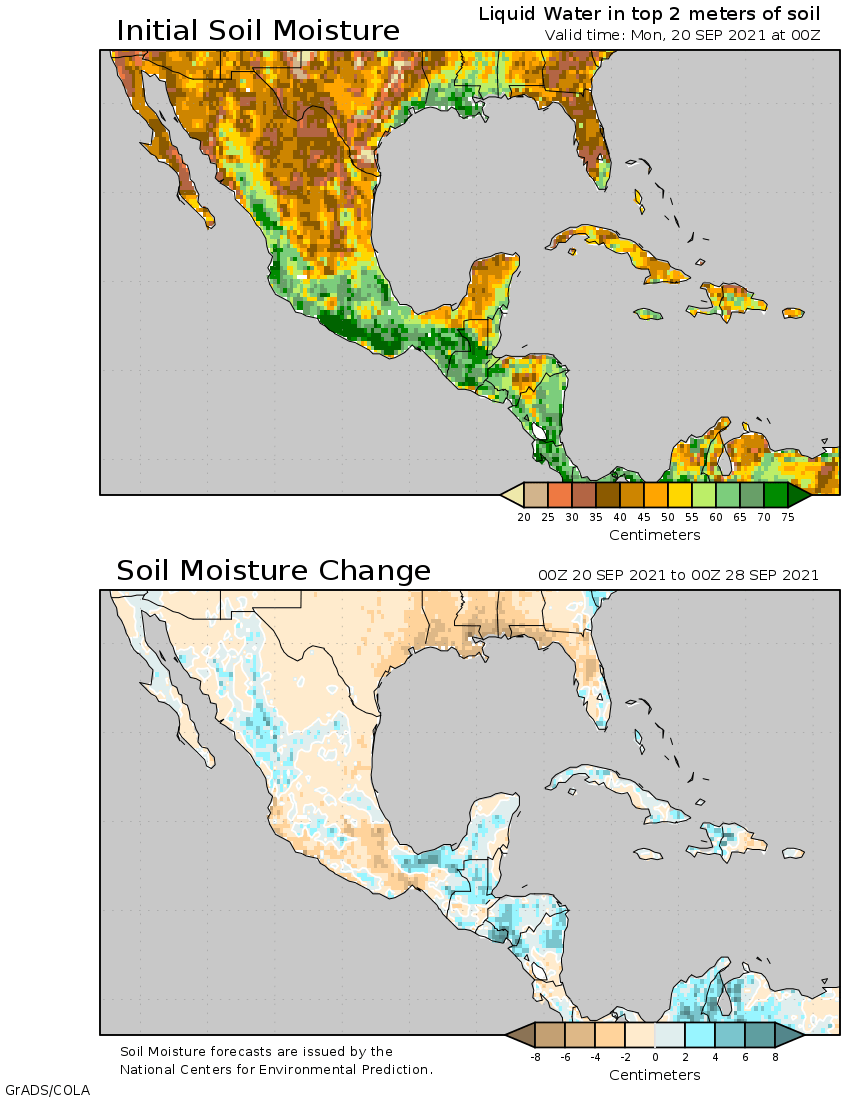 Initial Soil Moisture
Liquid Water in top 2 meters of soil
Valid time: Mon, 20 SEP 2021 at 00Z
20 25 30 35 40 45 50 55 60 65 70 75
Centimeters
Soil Moisture Change
00Z 20 SEP 2021 to 00Z 28 SEP 2021
-8 -6 -4 -2 0 2 4 6 8
Centimeters
Soil Moisture forecasts are issued by the
National Centers for Environmental Prediction.
GrADS/COLA